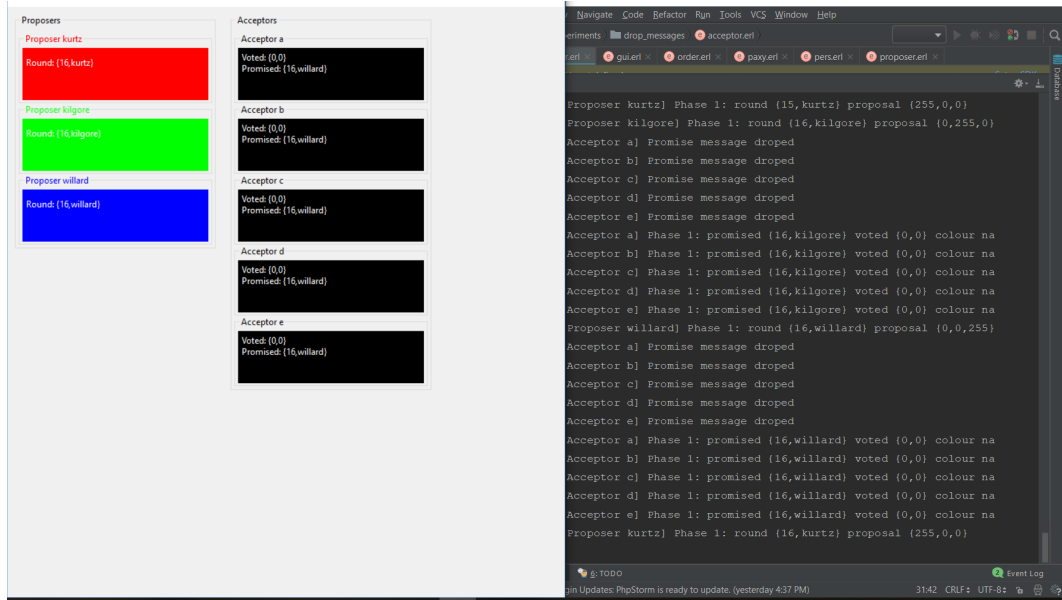 Proposers
Proposer kurtz
Round: {16,kurtz}
Proposer kilgore
Round: {16,kilgore}
Proposer willard
Round: {16,willard}
Acceptors
Acceptor a
Voted: {0,0}
Promised: {16,willard}
Acceptor b
Voted: {0,0}
Promised: {16,willard}
Acceptor c
Voted: {0,0}
Promised: {16,willard}
Acceptor d
Voted: {0,0}
Promised: {16,willard}
Acceptor e
Voted: {0,0}
Promised: {16,willard}
Navigate Code Refactor Run Tools VCS Window Help
eriments drop_messages acceptor.erl
.erl gui.erl order.erl paxy.erl pers.erl proposer.erl
Database
Proposer kurtz] Phase 1: round {15,kurtz} proposal {255,0,0}
Proposer kilgore] Phase 1: round {16,kilgore} proposal {0,255,0}
Acceptor a] Promise message droped
Acceptor b] Promise message droped
Acceptor c] Promise message droped
Acceptor d] Promise message droped
Acceptor e] Promise message droped
Acceptor a] Phase 1: promised {16,kilgore} voted {0,0} colour na
Acceptor b] Phase 1: promised {16,kilgore} voted {0,0} colour na
Acceptor c] Phase 1: promised {16,kilgore} voted {0,0} colour na
Acceptor d] Phase 1: promised {16,kilgore} voted {0,0} colour na
Acceptor e] Phase 1: promised {16,kilgore} voted {0,0} colour na
Proposer willard] Phase 1: round {16,willard} proposal {0,0,255}
Acceptor a] Promise message droped
Acceptor b] Promise message droped
Acceptor c] Promise message droped
Acceptor d] Promise message droped
Acceptor e] Promise message droped
Acceptor a] Phase 1: promised {16,willard} voted {0,0} colour na
Acceptor b] Phase 1: promised {16,willard} voted {0,0} colour na
Acceptor c] Phase 1: promised {16,willard} voted {0,0} colour na
Acceptor d] Phase 1: promised {16,willard} voted {0,0} colour na
Acceptor e] Phase 1: promised {16,willard} voted {0,0} colour na
Proposer kurtz] Phase 1: round {16,kurtz} proposal {255,0,0}
6: TODO
2 Event Log
gin Updates: PhpStorm is ready to update. (yesterday 4:37 PM)
31:42 CRLF UTF-8